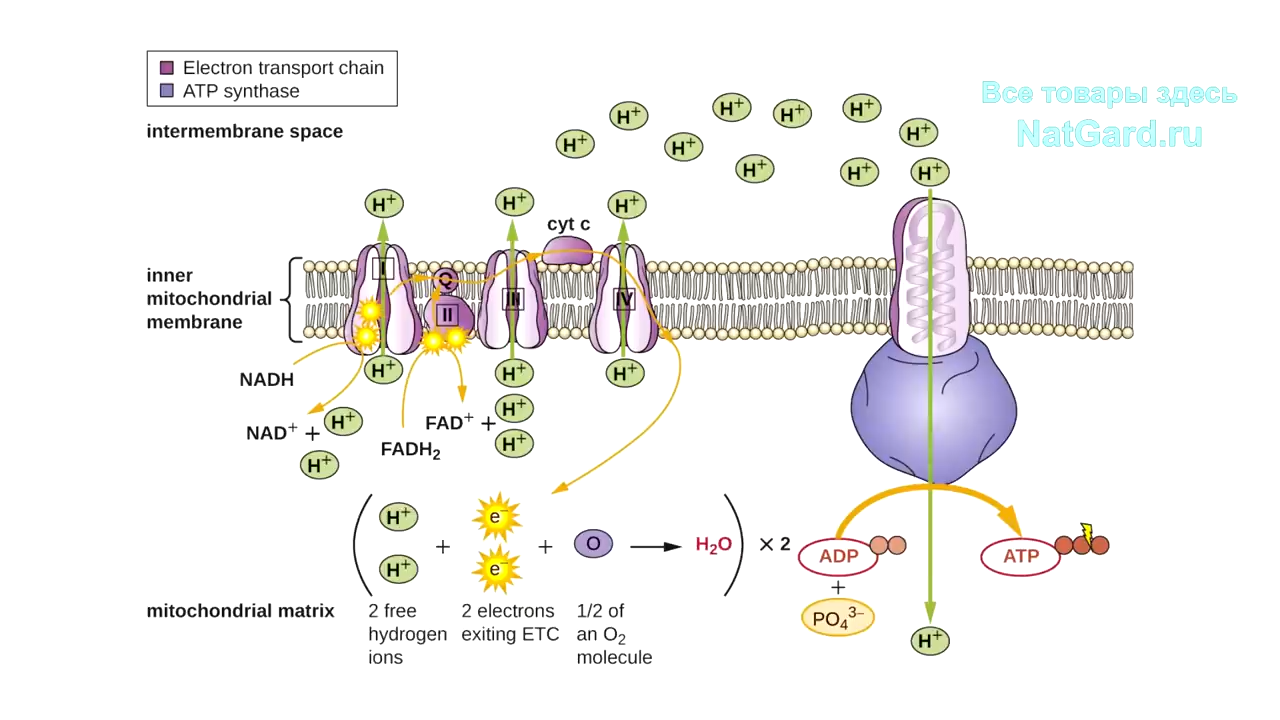 Electron transport chain
ATP synthase
Все товары здесь
NatGard.ru
intermembrane space
H⁺ H⁺ H⁺ H⁺ H⁺ H⁺ H⁺ H⁺ H⁺ H⁺
H⁺ H⁺ H⁺
cyt c
inner
mitochondrial
membrane
I
Q
II
III
IV
H⁺ H⁺ H⁺
NADH
H⁺
NAD⁺ + H⁺
H⁺
FADH₂
FAD⁺ +
H⁺
H⁺
H⁺ e⁻
+ + O → H₂O × 2
H⁺ e⁻
ADP
ATP
+
PO₄³⁻
H⁺
mitochondrial matrix
2 free
hydrogen
ions
2 electrons
exiting ETC
1/2 of
an O₂
molecule